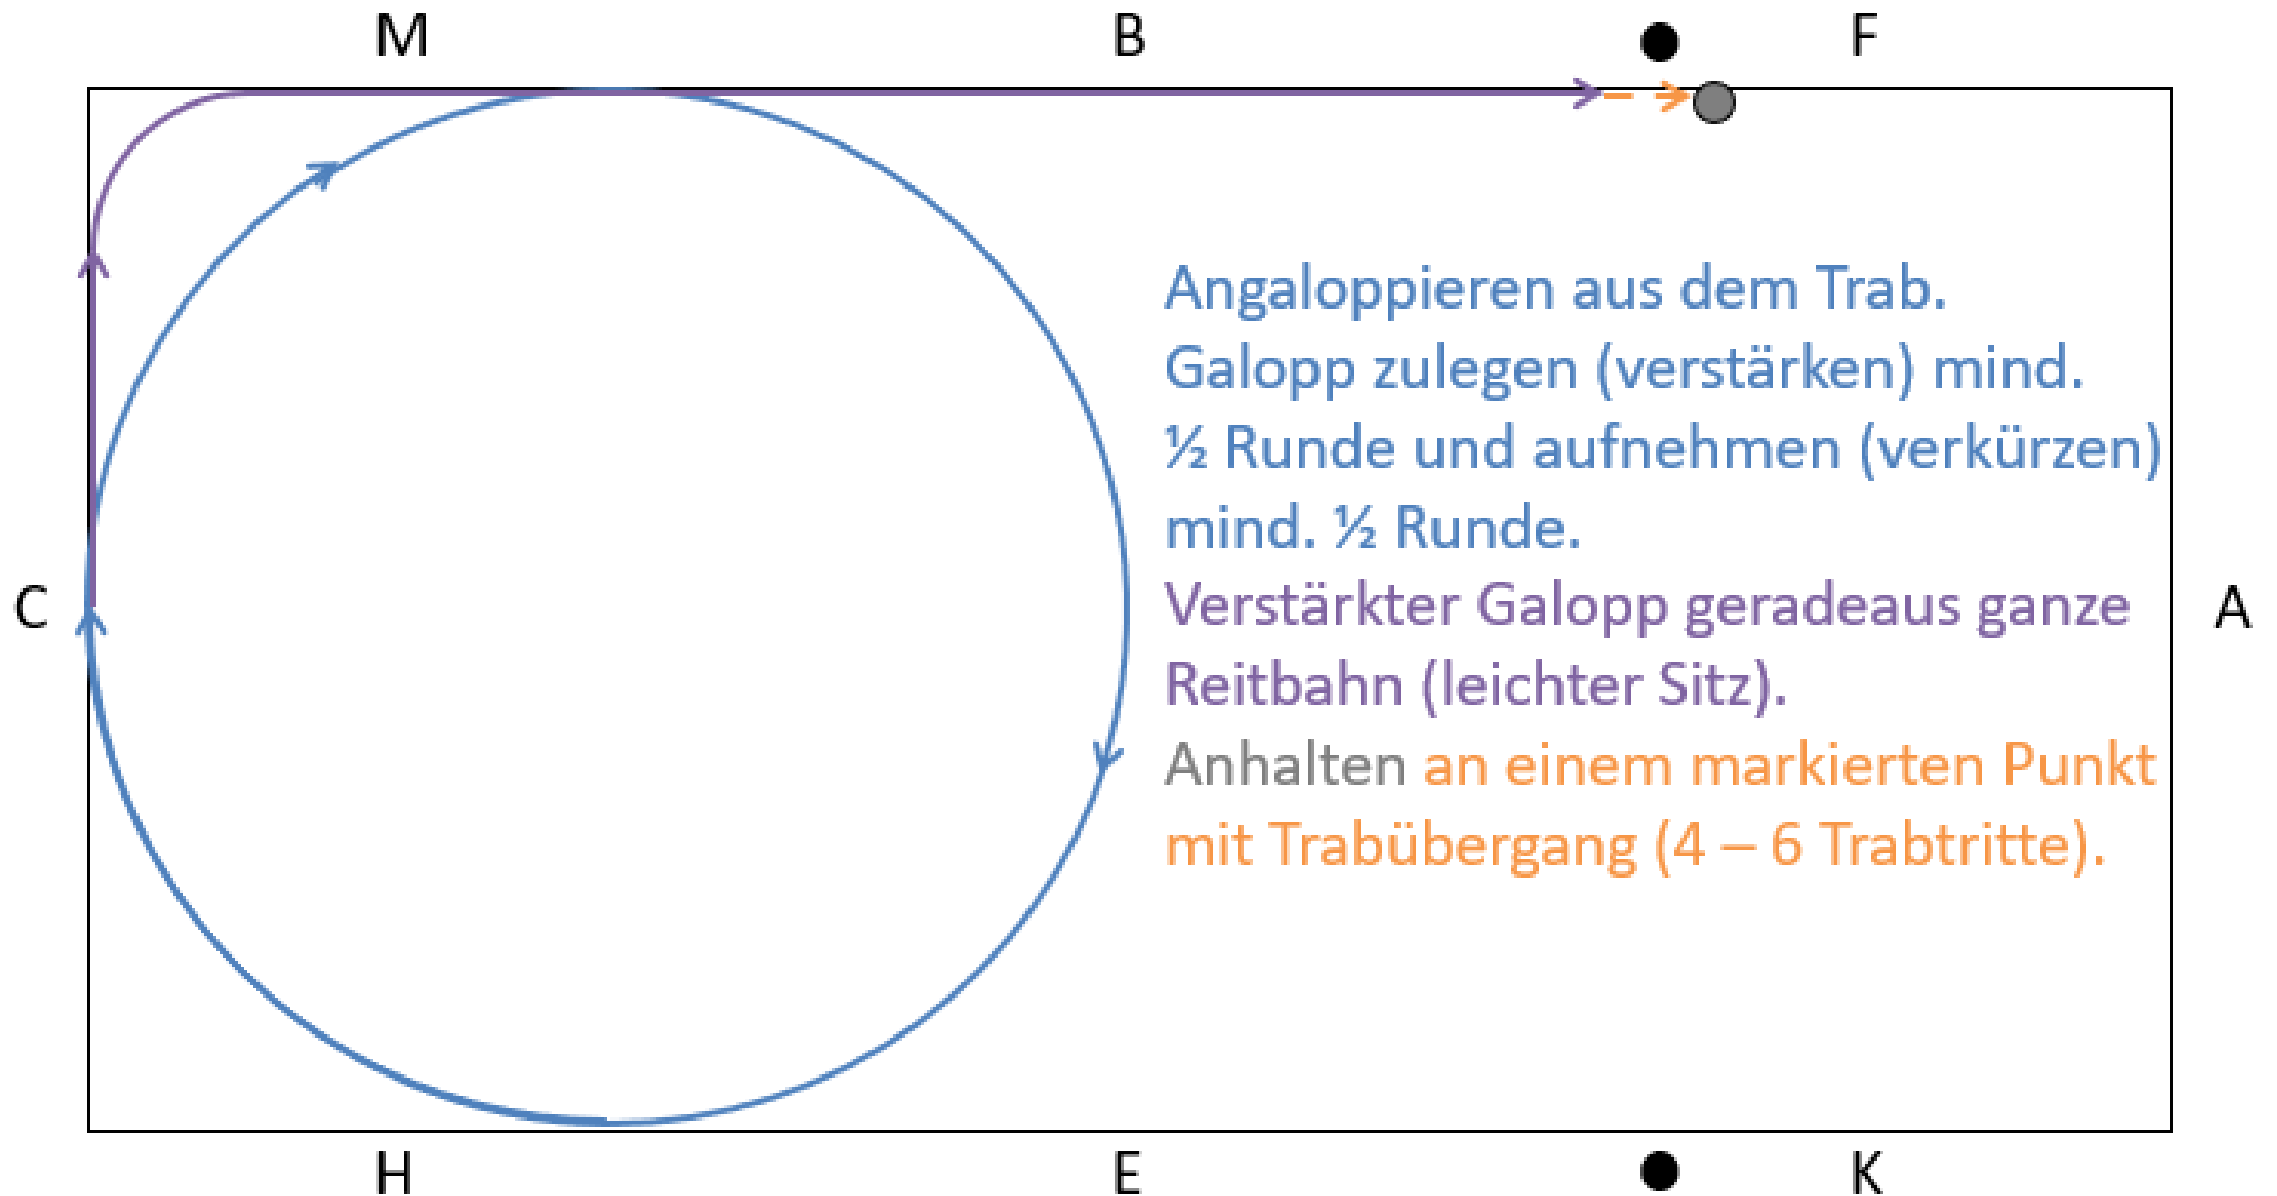 M B F
Angaloppieren aus dem Trab.
Galopp zulegen (verstärken) mind.
½ Runde und aufnehmen (verkürzen)
mind. ½ Runde.
C Verstärkter Galopp geradeaus ganze A
Reitbahn (leichter Sitz).
Anhalten an einem markierten Punkt
mit Trabübergang (4 – 6 Trabtritte).
H E K